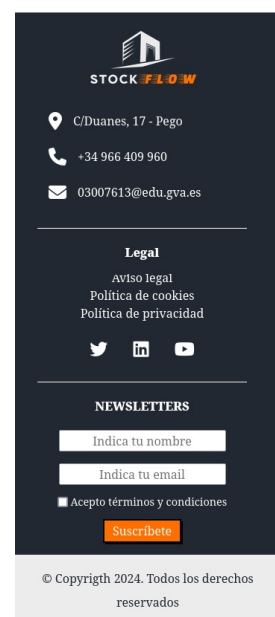 STOCK FLOW
C/Duanes, 17 - Pego
+34 966 409 960
03007613@edu.gva.es
Legal
Aviso legal
Política de cookies
Política de privacidad
NEWSLETTERS
Indica tu nombre
Indica tu email
Acepto términos y condiciones
Suscríbete
© Copyrigth 2024. Todos los derechos
reservados